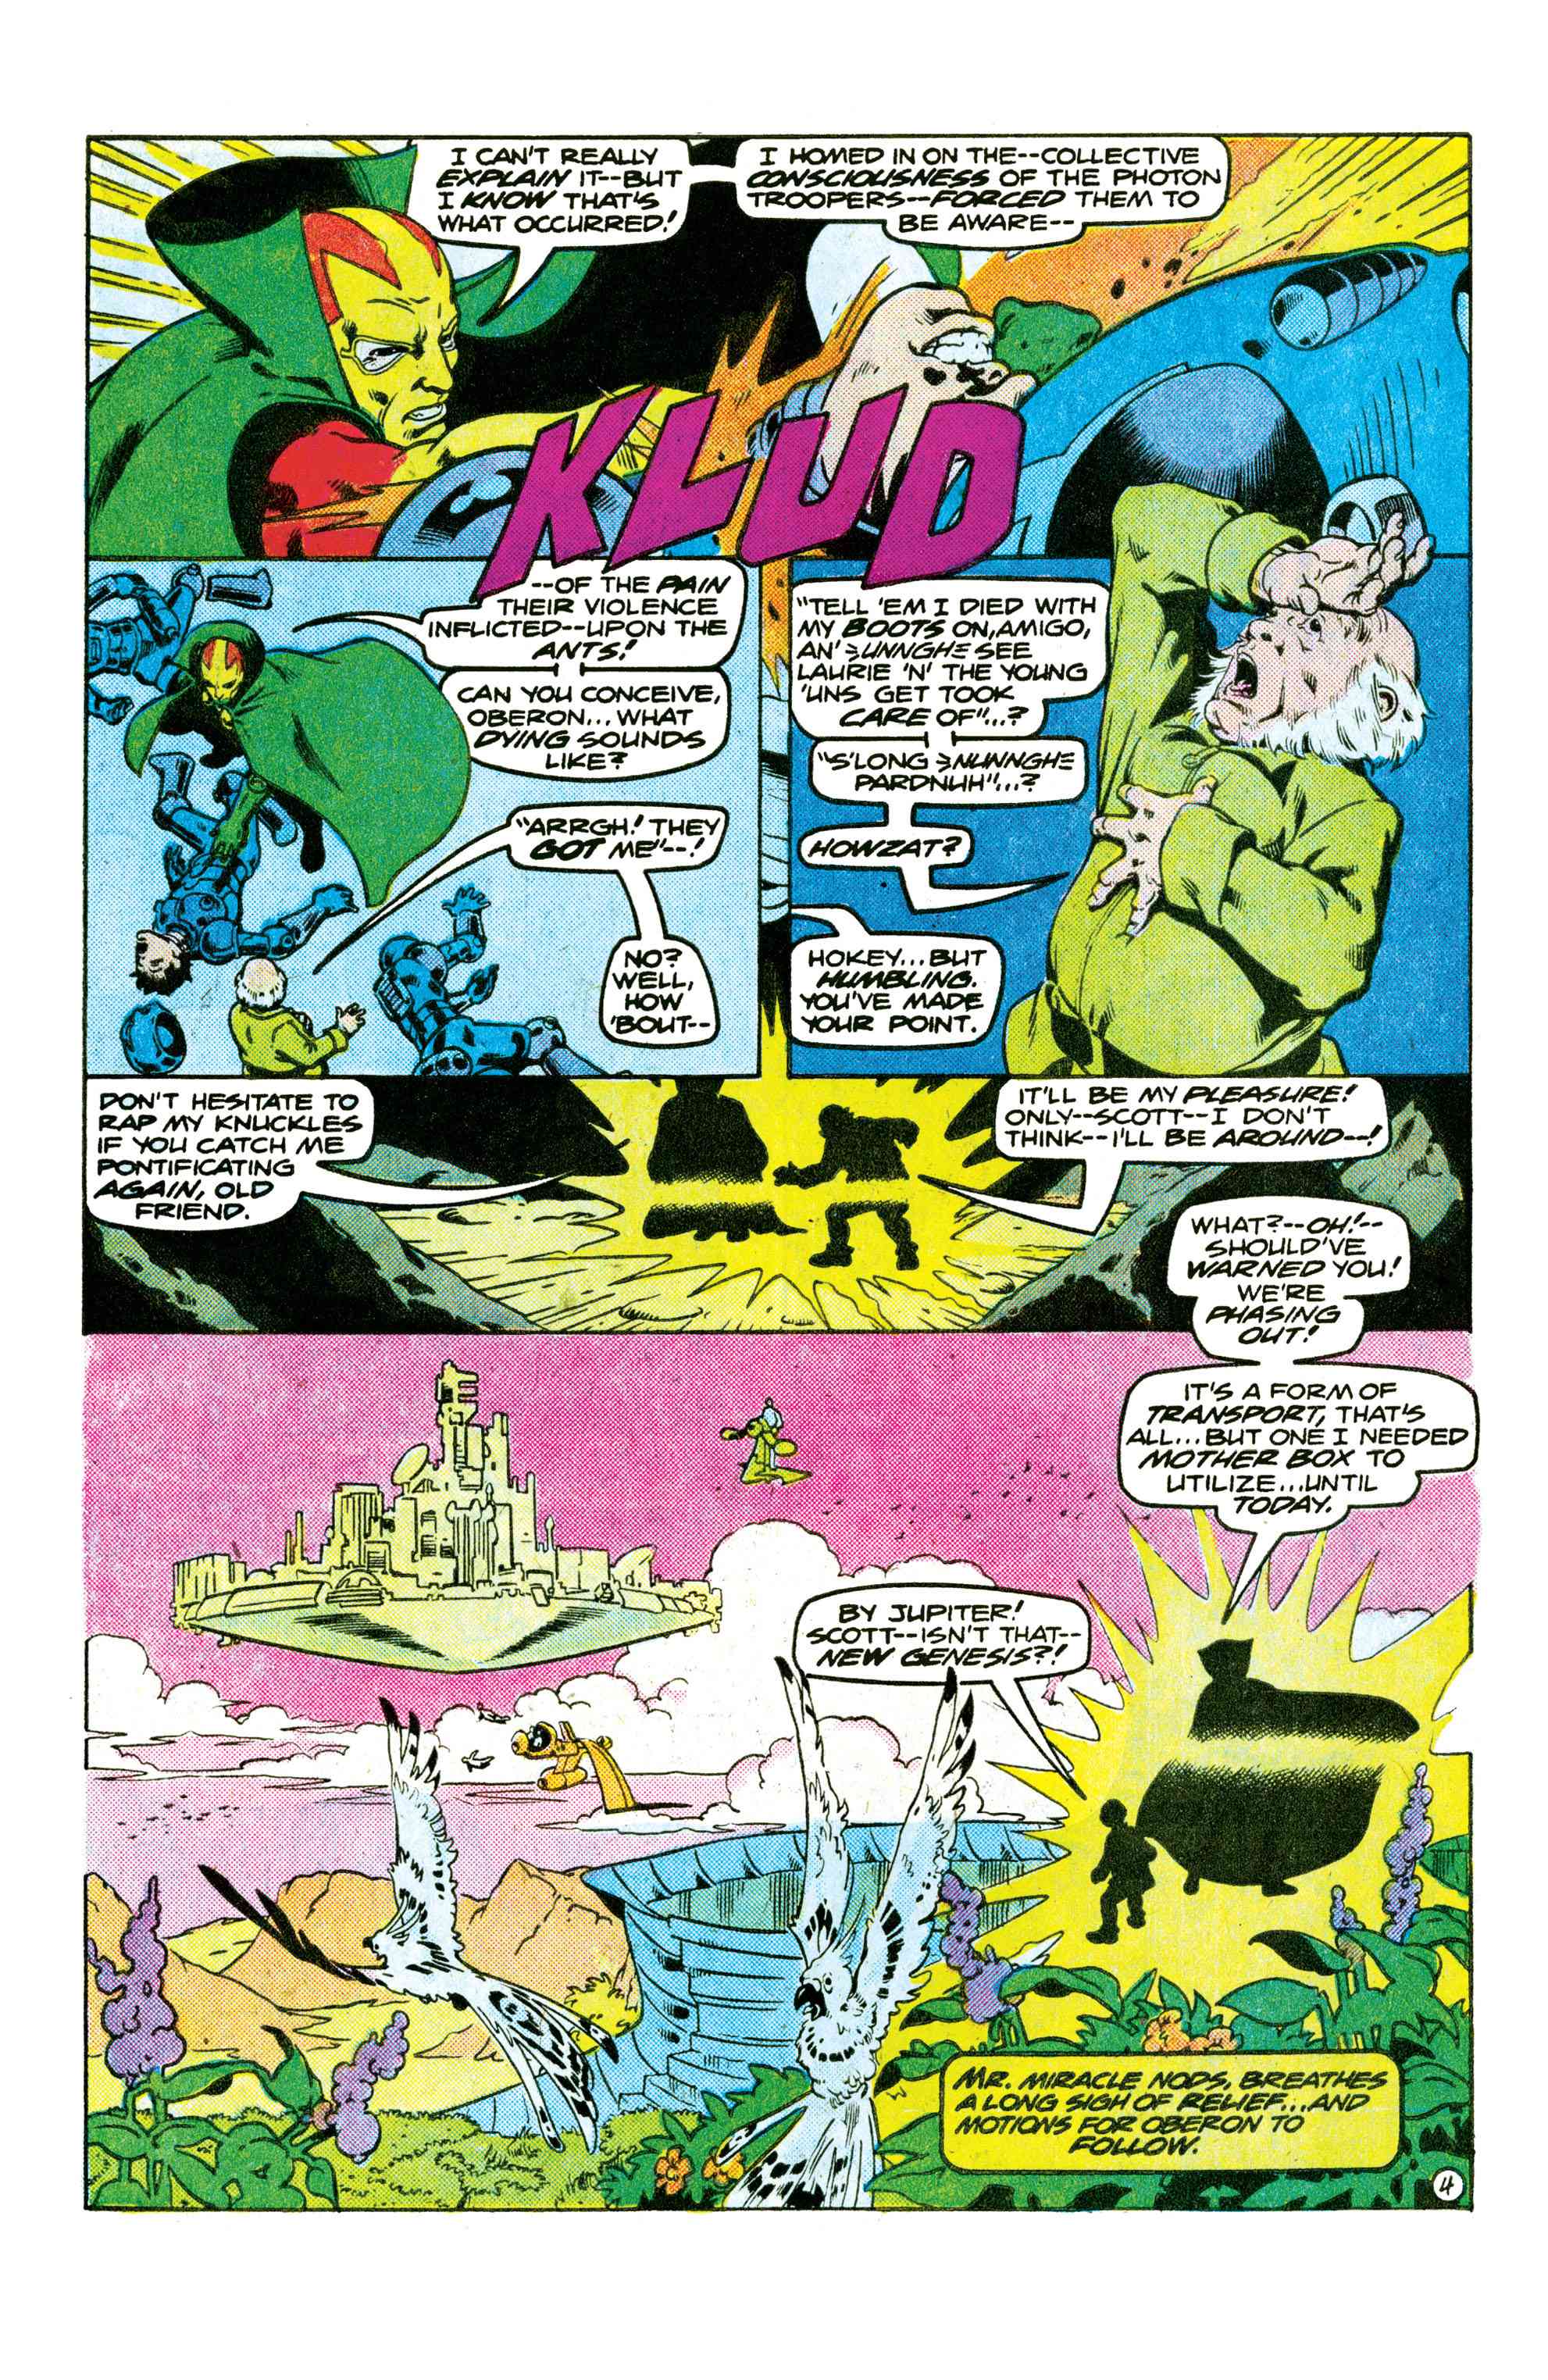 I CAN'T REALLY
EXPLAIN IT--BUT
I KNOW THAT'S
WHAT OCCURRED!
I HOMED IN ON THE--COLLECTIVE
CONSCIOUSNESS OF THE PHOTON
TROOPERS--FORCED THEM TO
BE AWARE--
KLUD
--OF THE PAIN
THEIR VIOLENCE
INFLICTED--UPON THE
ANTS!
CAN YOU CONCEIVE,
OBERON...WHAT
DYING SOUNDS
LIKE?
"ARRGH! THEY
GOT ME"--!
NO?
WELL,
HOW
'BOUT--
"TELL 'EM I DIED WITH
MY BOOTS ON, AMIGO,
AN' >UNNGH< SEE
LAURIE 'N' THE YOUNG
'UNS GET TOOK
CARE OF"...?
"S'LONG >NUNNGH<
PARDNUH"...?
HOWZAT?
HOKEY...BUT
HUMBLING.
YOU'VE MADE
YOUR POINT.
DON'T HESITATE TO
RAP MY KNUCKLES
IF YOU CATCH ME
PONTIFICATING
AGAIN, OLD
FRIEND.
IT'LL BE MY PLEASURE!
ONLY--SCOTT--I DON'T
THINK--I'LL BE AROUND--!
WHAT?--OH!--
SHOULD'VE
WARNED YOU!
WE'RE
PHASING
OUT!
IT'S A FORM OF
TRANSPORT, THAT'S
ALL...BUT ONE I NEEDED
MOTHER BOX TO
UTILIZE...UNTIL
TODAY.
BY JUPITER!
SCOTT--ISN'T THAT--
NEW GENESIS?!
MR. MIRACLE NODS, BREATHES
A LONG SIGH OF RELIEF...AND
MOTIONS FOR OBERON TO
FOLLOW.
4